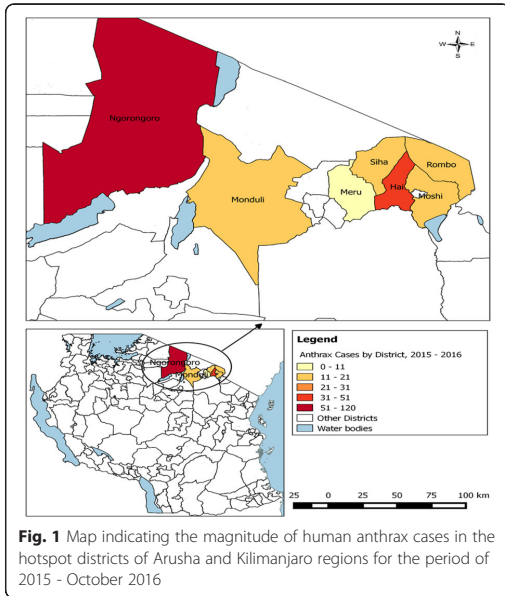 N
W E
S
Ngorongoro
Siha
Rombo
Hai
Meru
Moshi
Monduli
Ngorongoro
Monduli
Legend
Anthrax Cases by District, 2015 - 2016
0 - 11
11 - 21
21 - 31
31 - 51
51 - 120
Other Districts
Water bodies
25 0 25 50 75 100 km
Fig. 1 Map indicating the magnitude of human anthrax cases in the
hotspot districts of Arusha and Kilimanjaro regions for the period of
2015 - October 2016